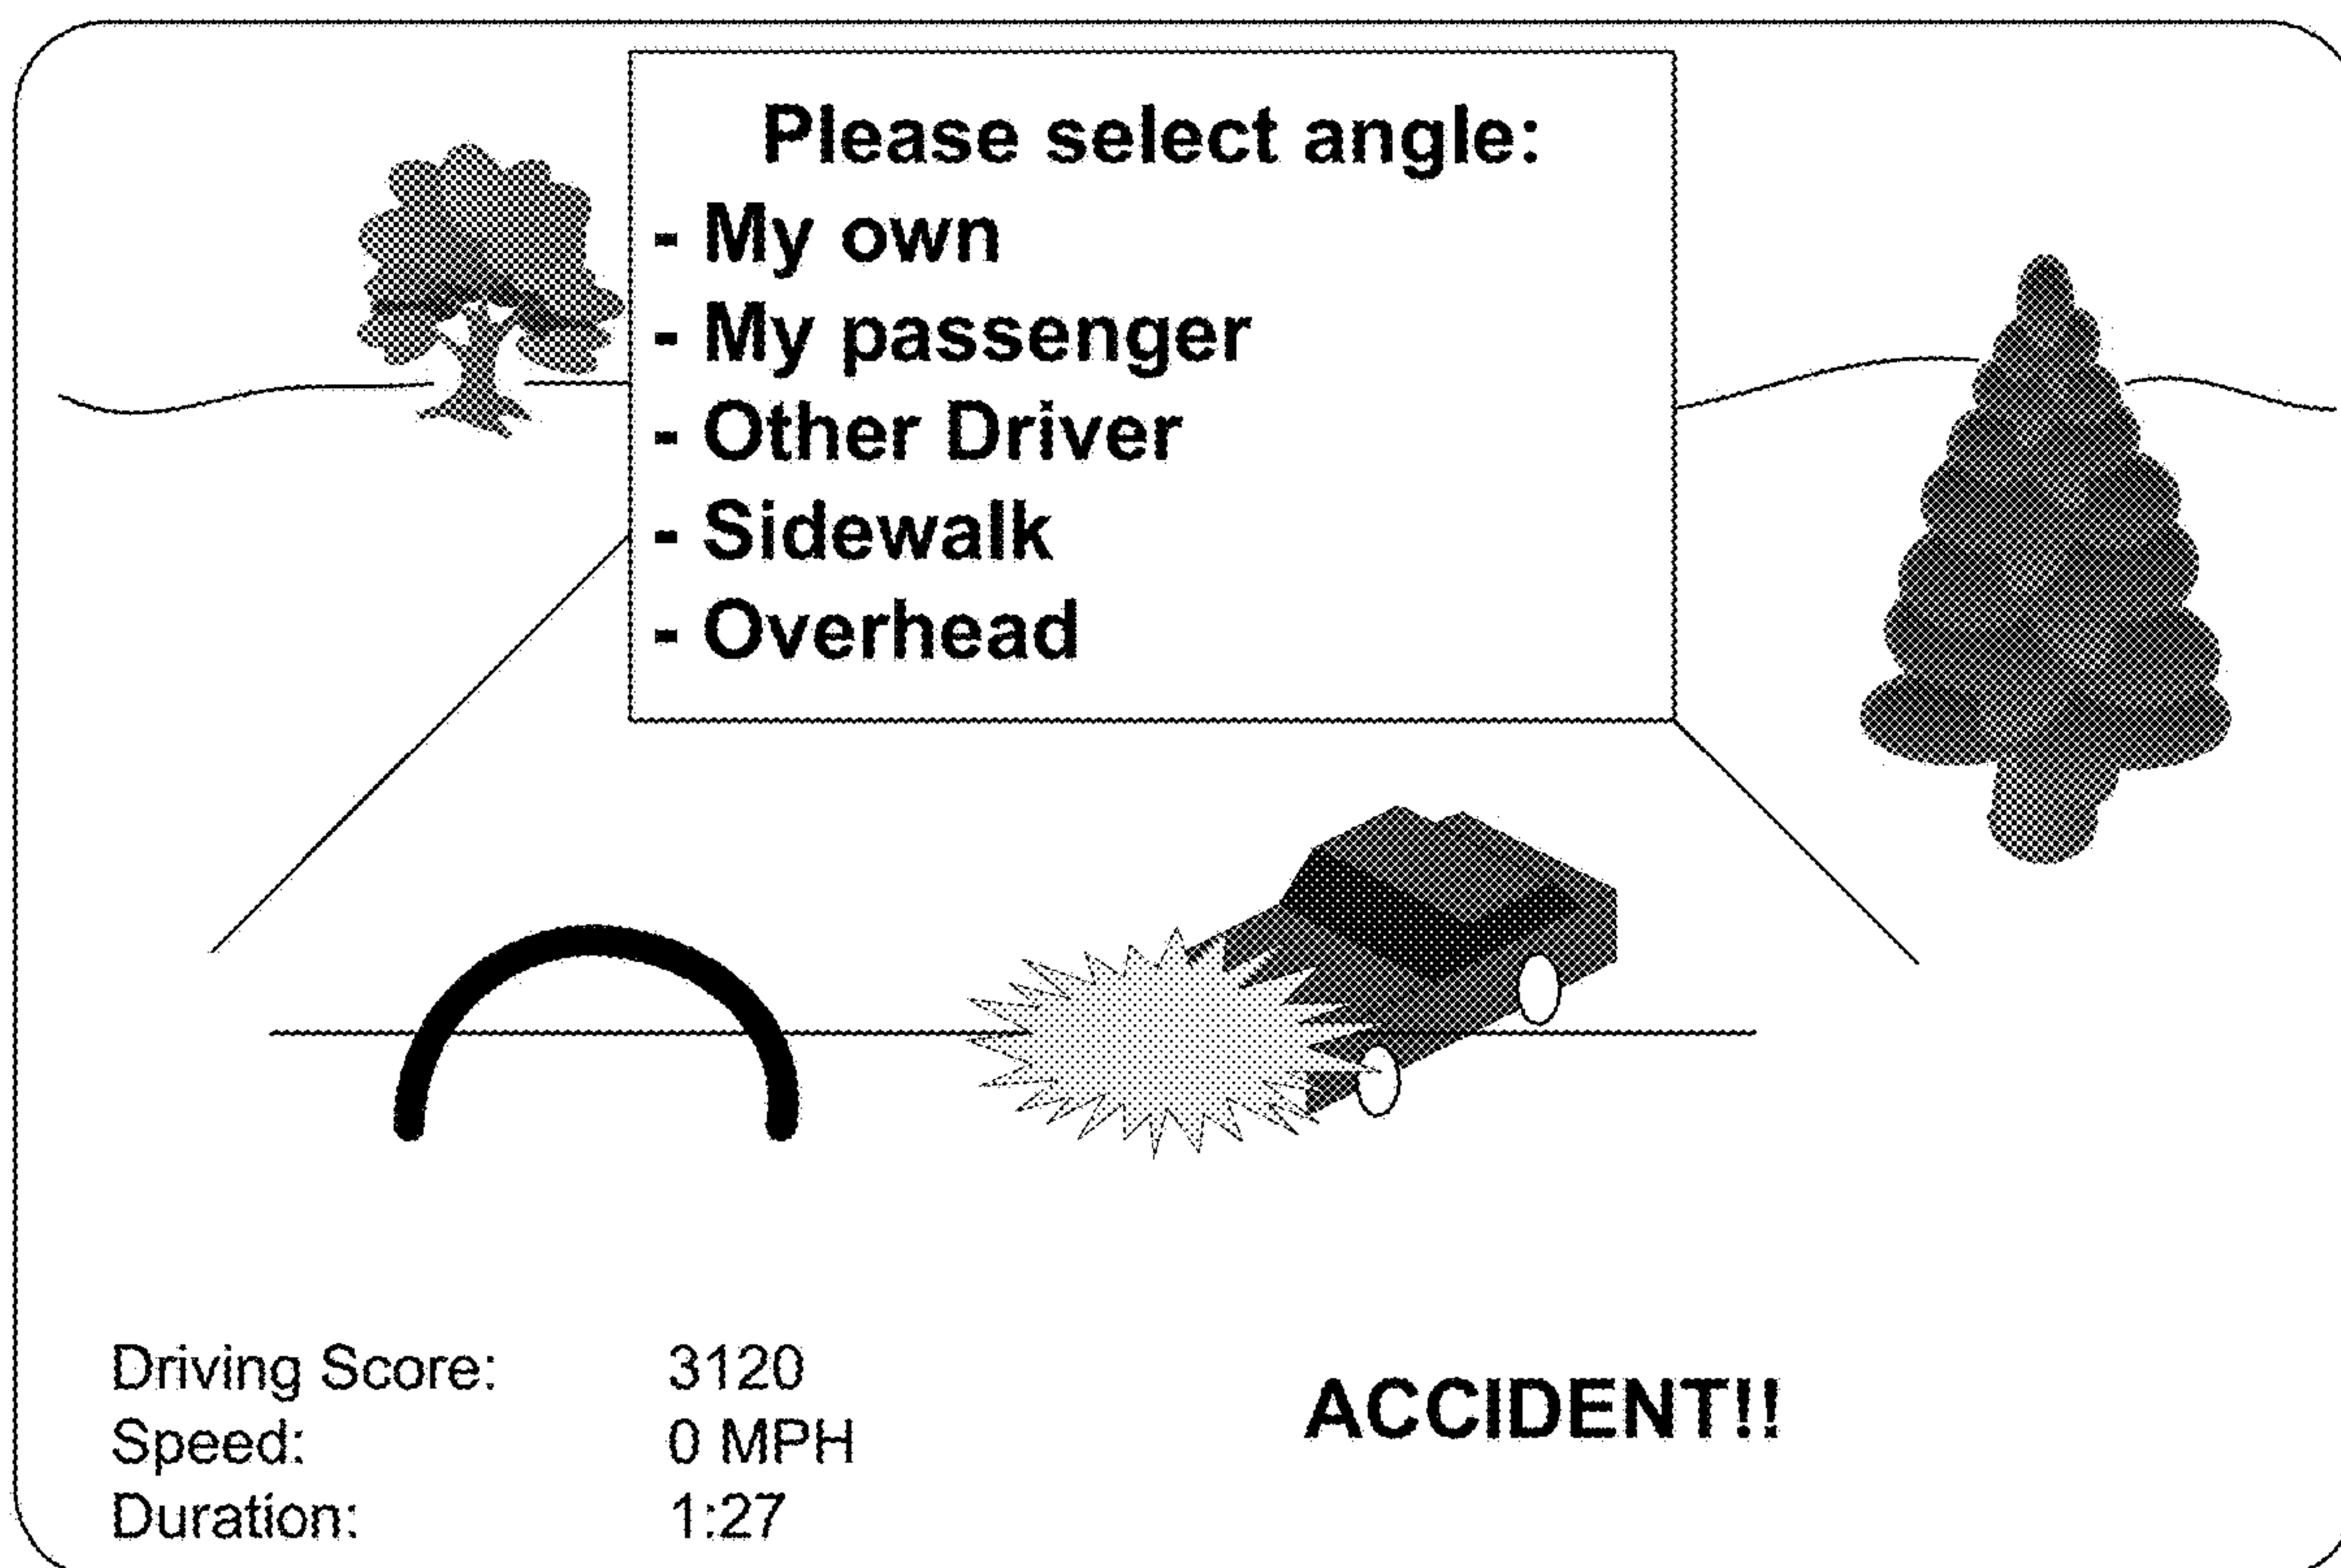 Please select angle:
- My own
- My passenger
- Other Driver
- Sidewalk
- Overhead
Driving Score: 3120
Speed: 0 MPH
Duration: 1:27
ACCIDENT!!